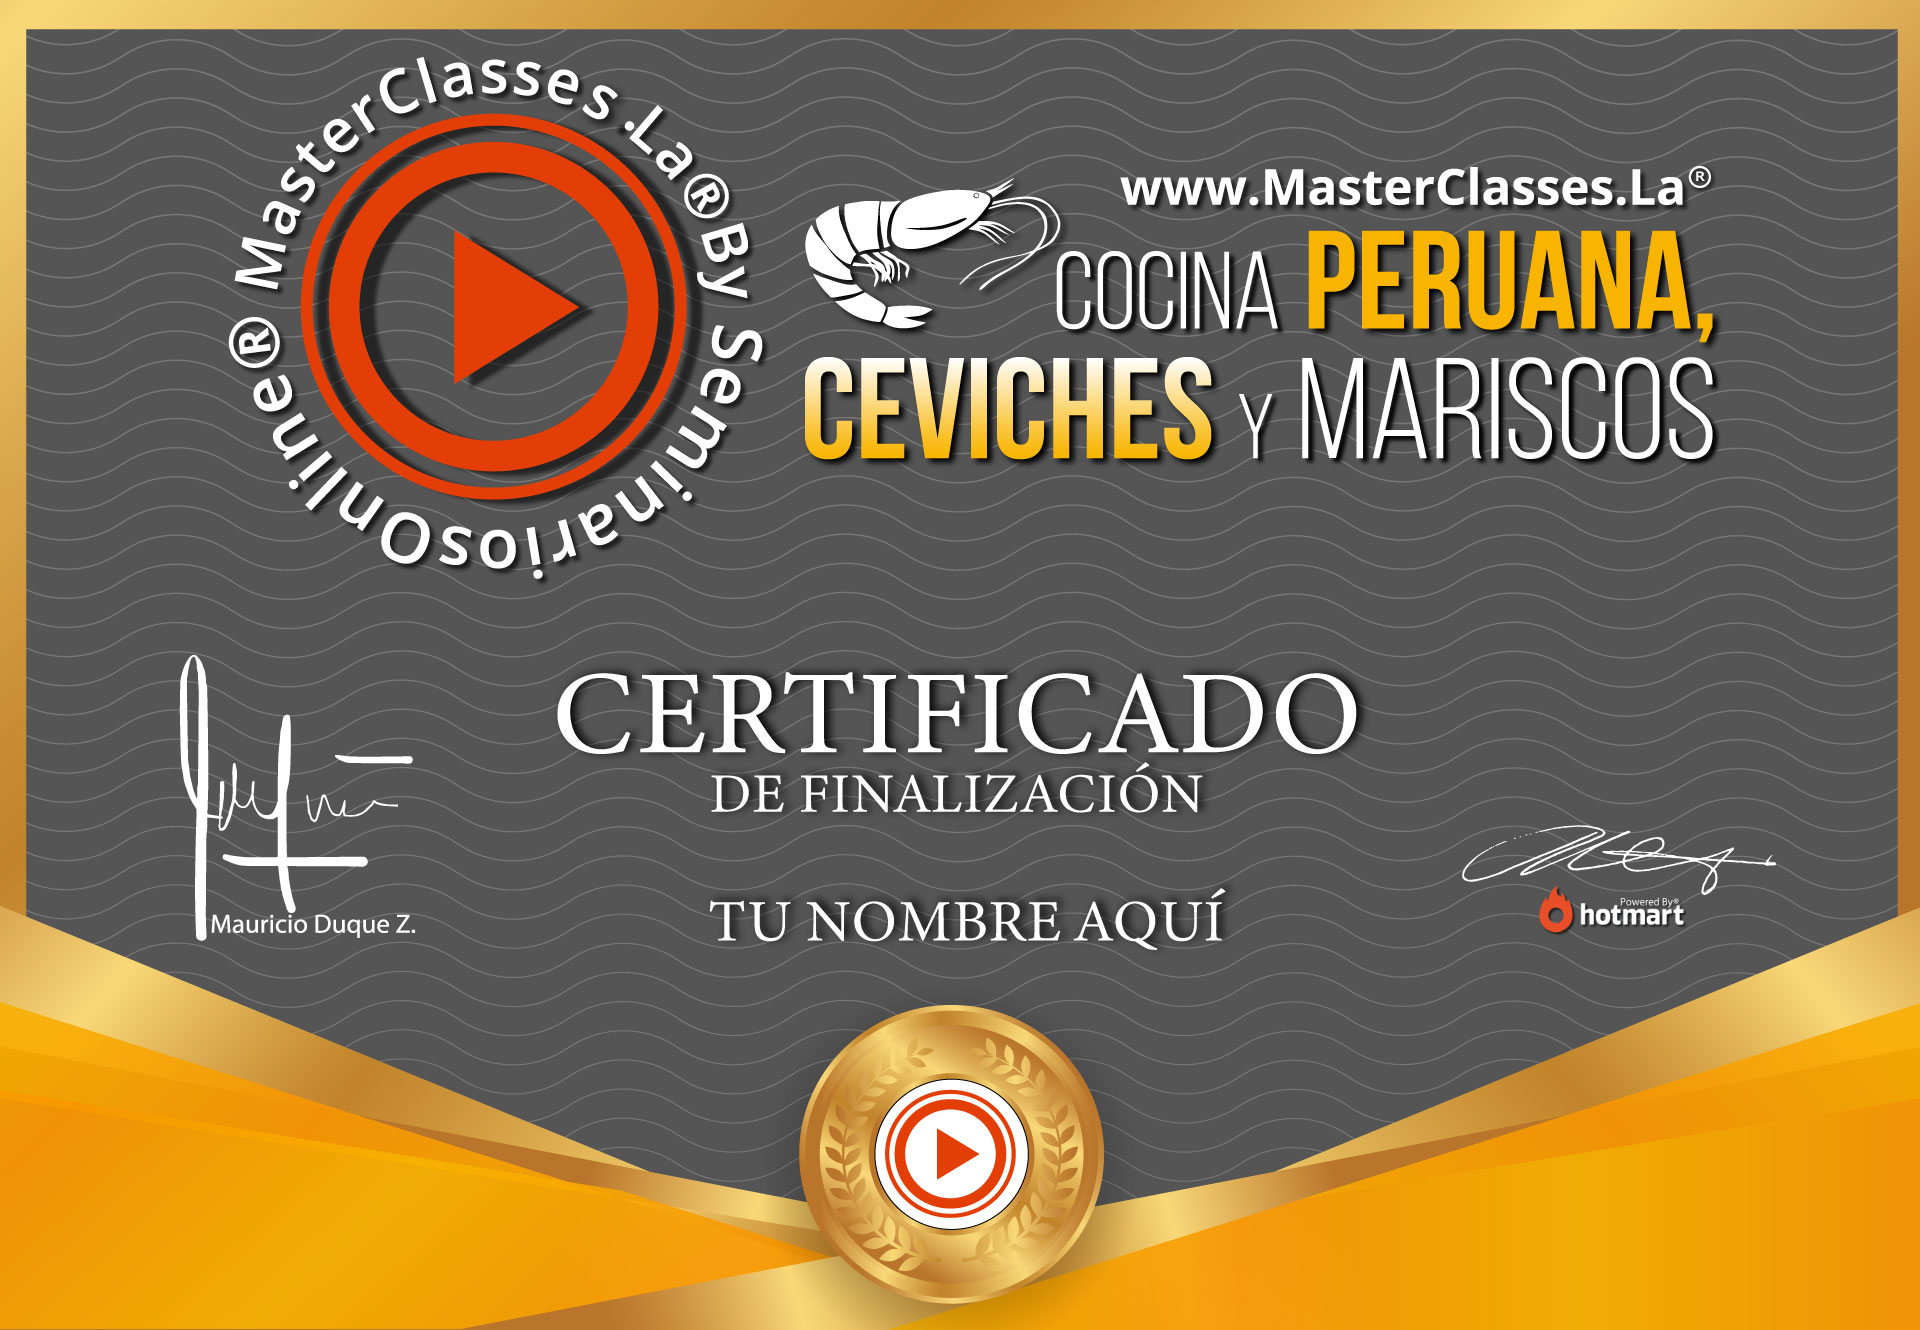 MasterClasses.La® By SeminariosOnline®
www.MasterClasses.La®
COCINA PERUANA,
CEVICHES Y MARISCOS
CERTIFICADO
DE FINALIZACIÓN
Mauricio Duque Z.
TU NOMBRE AQUÍ
Powered By®
hotmart